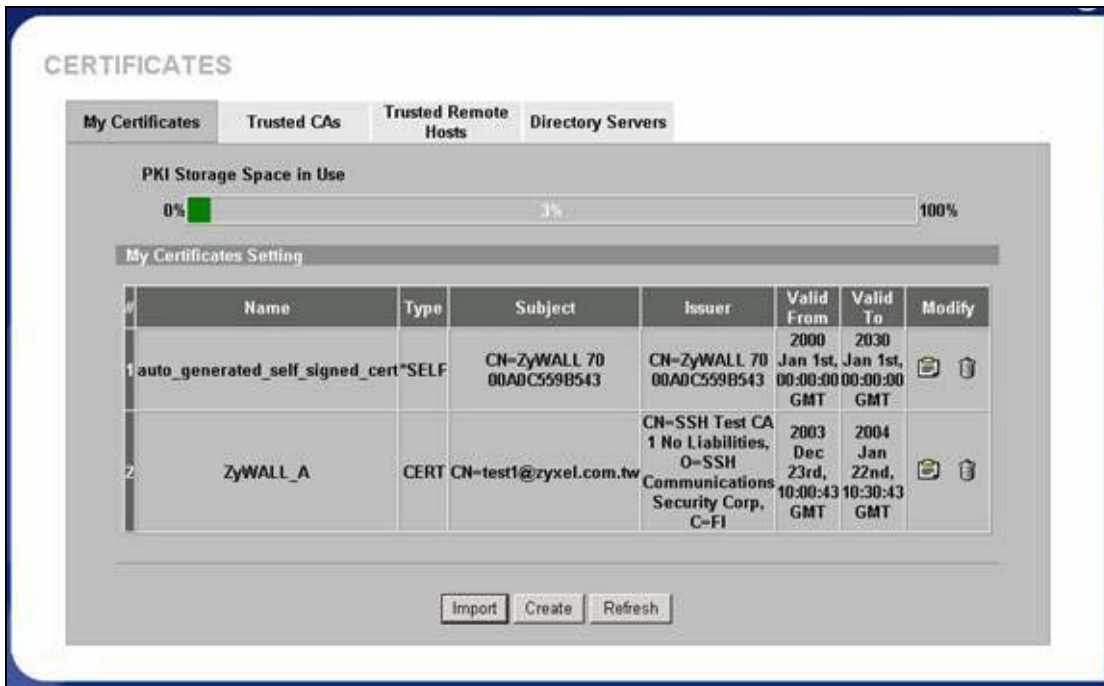 CERTIFICATES
My Certificates
Trusted CAs
Trusted Remote
Hosts
Directory Servers
PKI Storage Space in Use
0%
3%
100%
My Certificates Setting
# Name Type Subject Issuer Valid From Valid To Modify
1 auto_generated_self_signed_cert *SELF CN=ZyWALL 70 00A0C559B543 CN=ZyWALL 70 00A0C559B543 2000 Jan 1st, 00:00:00 GMT 2030 Jan 1st, 00:00:00 GMT
2 ZyWALL_A CERT CN=test1@zyxel.com.tw CN=SSH Test CA 1 No Liabilities, O=SSH Communications Security Corp, C=FI 2003 Dec 23rd, 10:00:43 GMT 2004 Jan 22nd, 10:30:43 GMT
Import Create Refresh